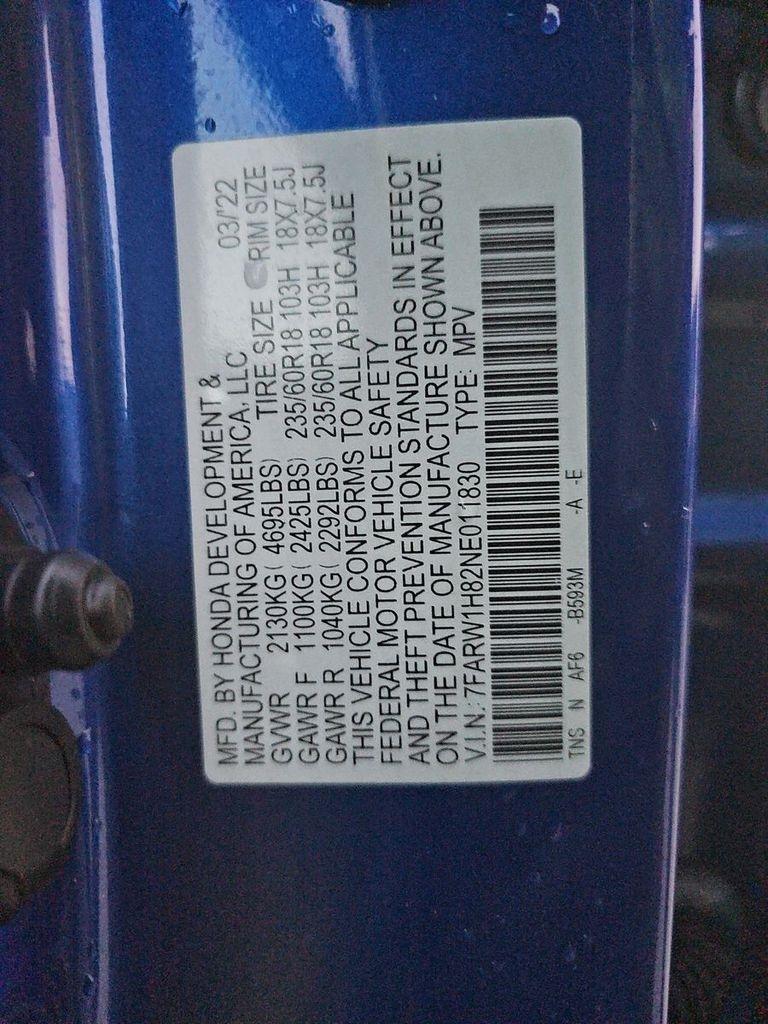 MFD. BY HONDA DEVELOPMENT &
MANUFACTURING OF AMERICA, LLC 03/'22
GVWR 2130KG( 4695LBS) TIRE SIZE RIM SIZE
GAWR F 1100KG( 2425LBS) 235/60R18 103H 18X7.5J
GAWR R 1040KG( 2292LBS) 235/60R18 103H 18X7.5J
THIS VEHICLE CONFORMS TO ALL APPLICABLE
FEDERAL MOTOR VEHICLE SAFETY
AND THEFT PREVENTION STANDARDS IN EFFECT
ON THE DATE OF MANUFACTURE SHOWN ABOVE.
V.I.N.: 7FARW1H82NE011830 TYPE: MPV
TNS N AF6 -B593M -A -E